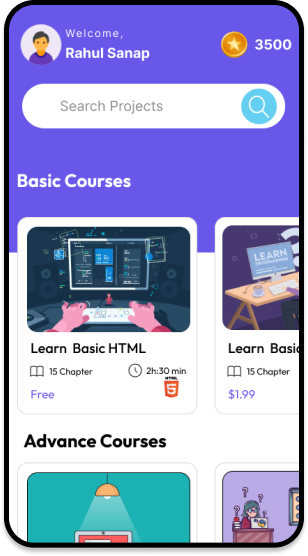 Welcome,
Rahul Sanap
3500
Search Projects
Basic Courses
LEARN
PROGRAMMING
Learn Basic HTML
15 Chapter
2h:30 min
Free
HTML
5
Learn Basic
15 Chapter
$1.99
Advance Courses